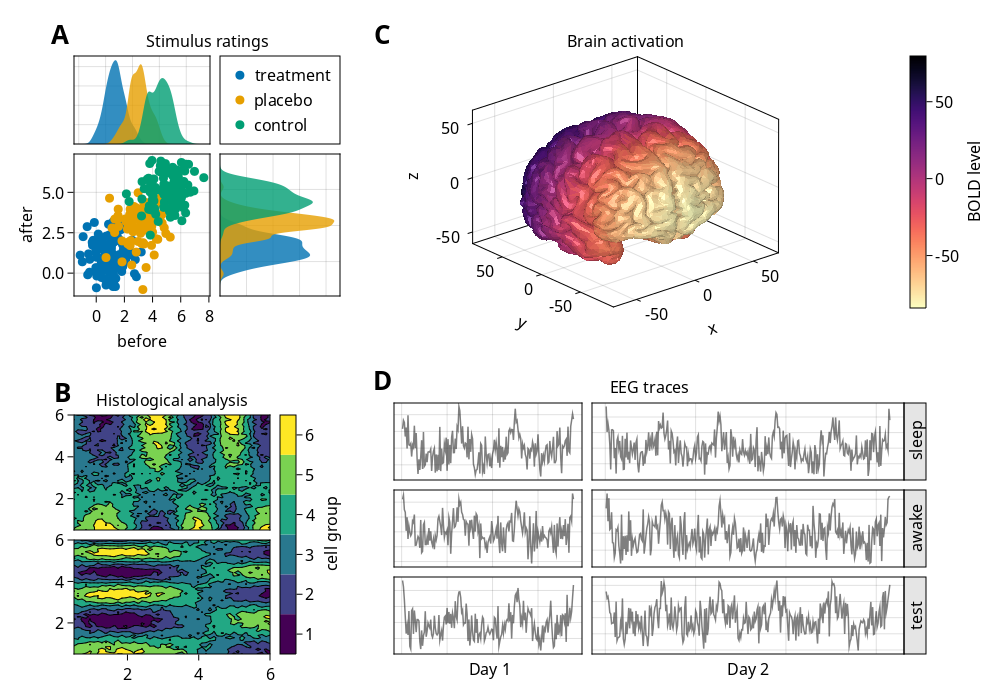 A
Stimulus ratings
treatment
placebo
control
5.0
2.5
0.0
after
0 2 4 6 8
before
C
Brain activation
50
0
-50
z
50
0
-50
y
-50
0
50
x
50
0
-50
BOLD level
B
Histological analysis
6
4
2
6
4
2
2 4 6
6
5
4
3
2
1
cell group
D
EEG traces
sleep
awake
test
Day 1
Day 2